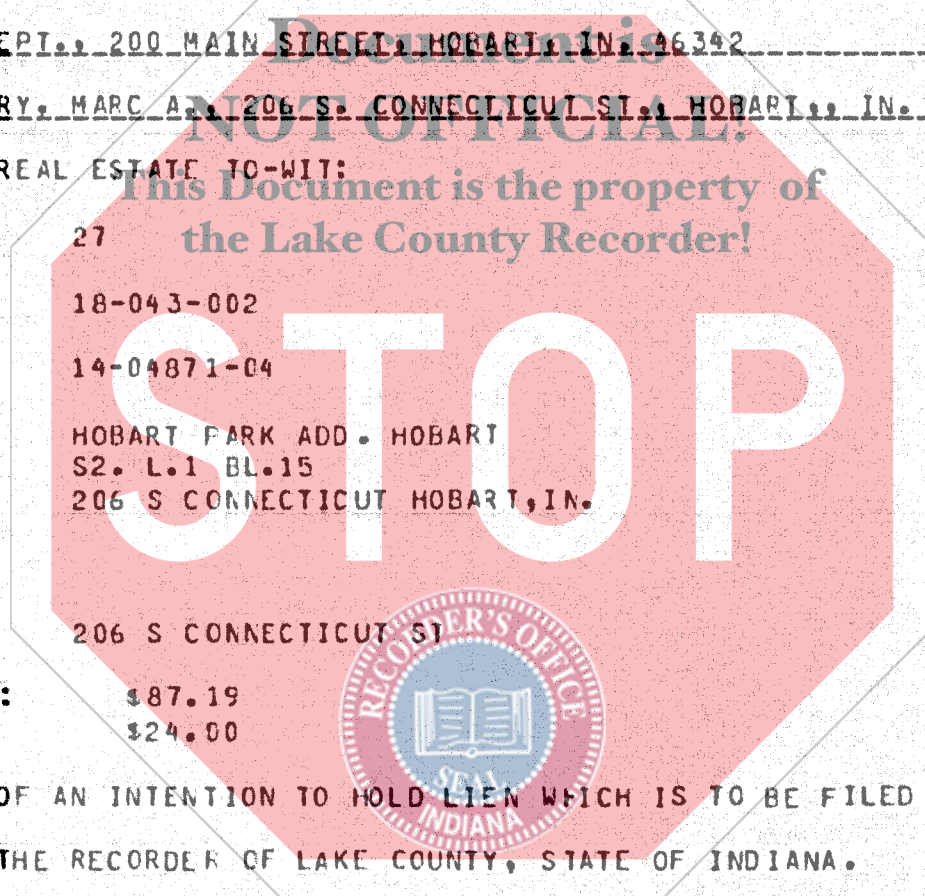 EPT., 200 MAIN STREET, HOBART, IN. 46342
Document is
RY, MARC A., 206 S. CONNECTICUT ST., HOBART,, IN.
NOT OFFICIAL!
REAL ESTATE TO-WIT:
This Document is the property of
27
the Lake County Recorder!
18-043-002
STOP
14-04871-04
HOBART PARK ADD. HOBART
S2. L.1 BL.15
206 S CONNECTICUT HOBART,IN.
206 S CONNECTICUT ST
RECORDER'S OFFICE
: $87.19
$24.00
SEAL
INDIANA
OF AN INTENTION TO HOLD LIEN WHICH IS TO BE FILED
THE RECORDER OF LAKE COUNTY, STATE OF INDIANA.